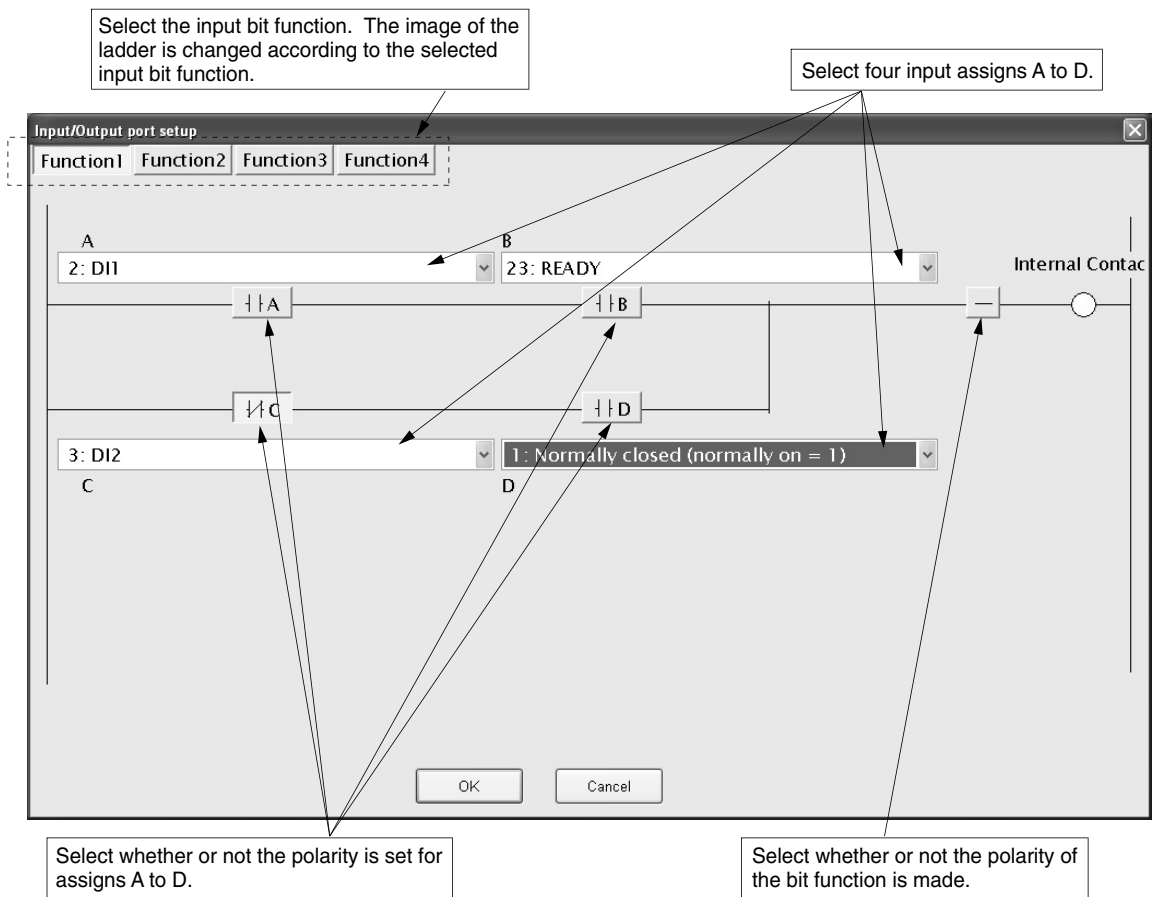 Select the input bit function.  The image of the
ladder is changed according to the selected
input bit function.
Select four input assigns A to D.
Input/Output port setup
Function1 Function2 Function3 Function4
A
B
2: DI1
23: READY
Internal Contac
A
B
C
D
3: DI2
1: Normally closed (normally on = 1)
C
D
OK
Cancel
Select whether or not the polarity is set for
assigns A to D.
Select whether or not the polarity of
the bit function is made.